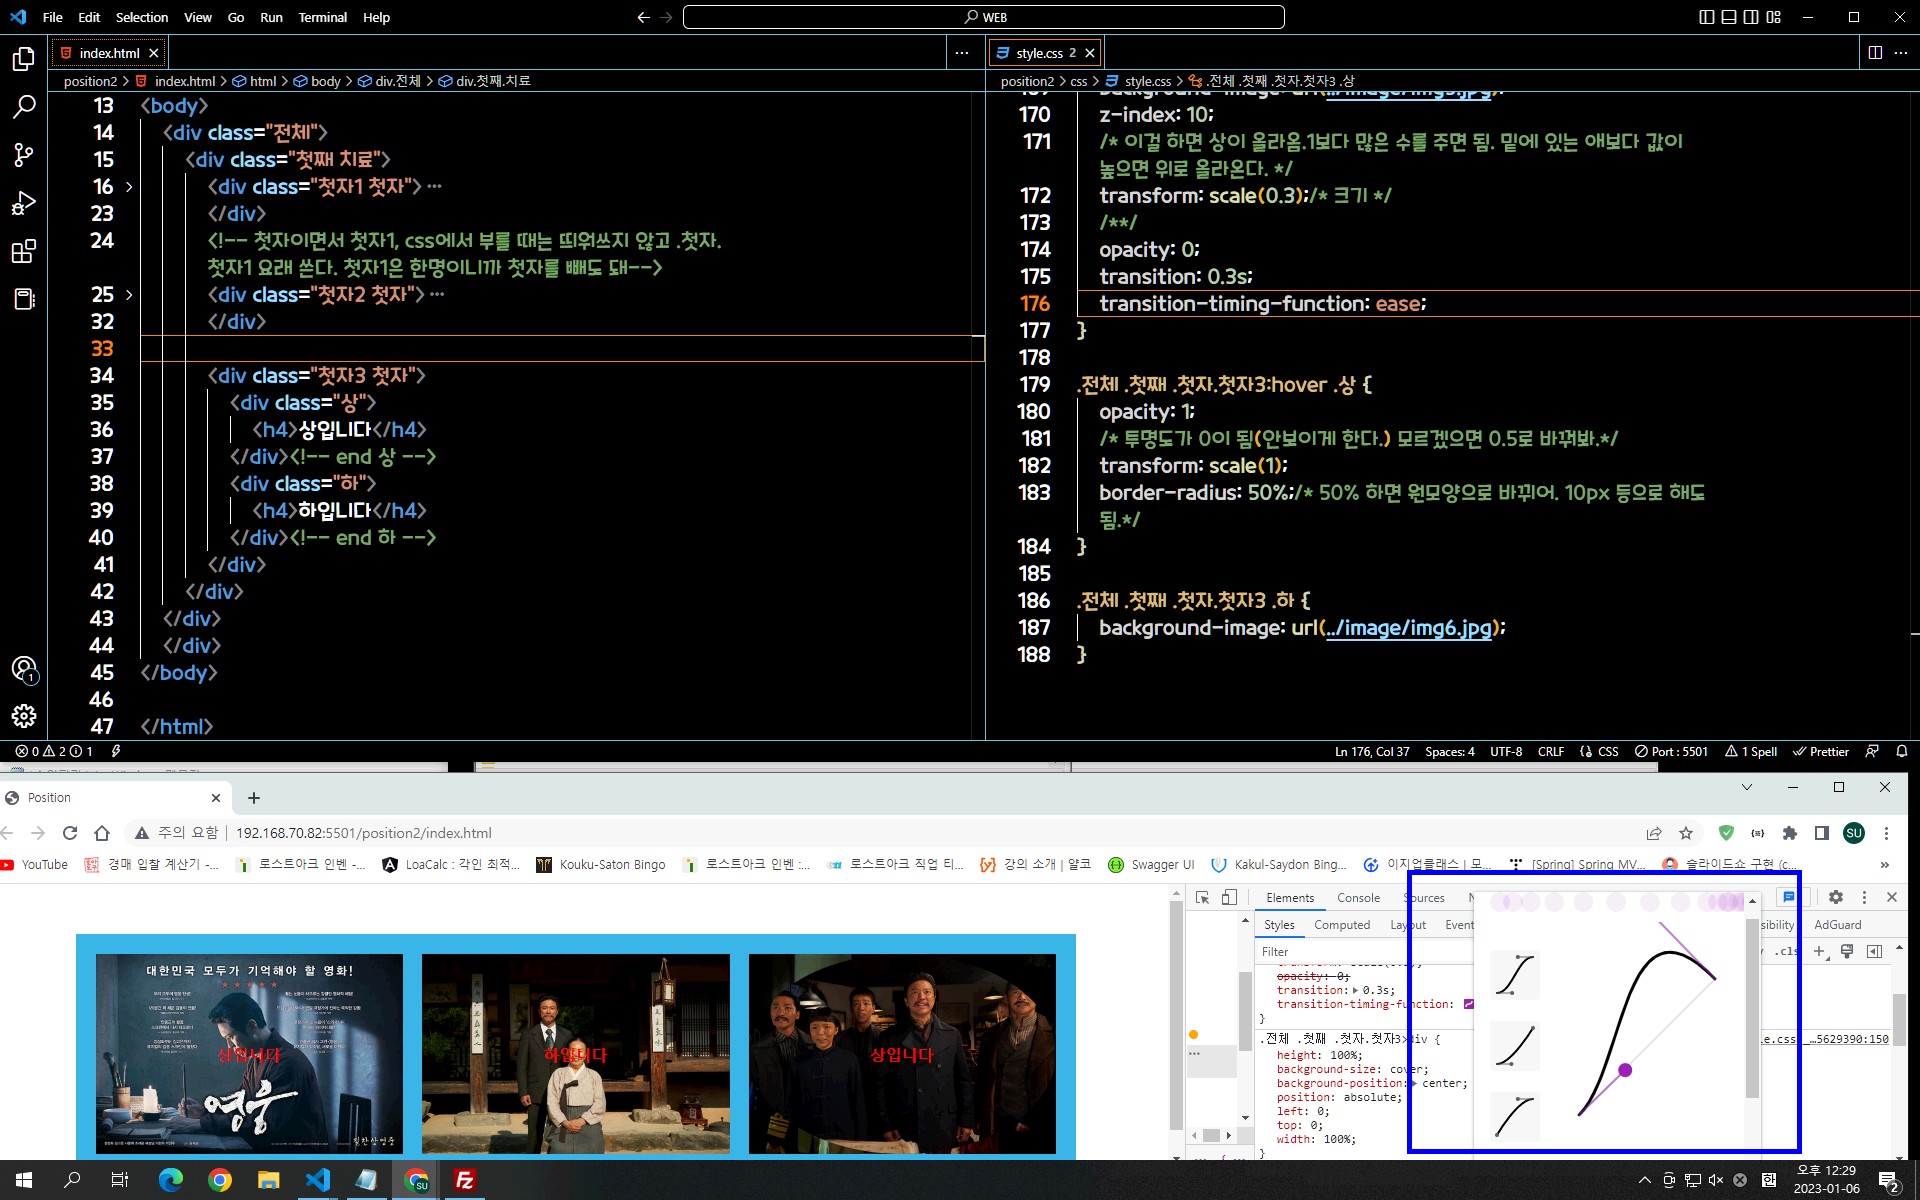 File Edit Selection View Go Run Terminal Help
WEB
index.html
style.css 2
position2 > index.html > html > body > div.전체 > div.첫째.치료
position2 > css > style.css > .전체 .첫째 .첫자.첫자3 .상
13 <body>
14 <div class="전체">
15 <div class="첫째 치료">
16 <div class="첫자1 첫자"> ...
23 </div>
24 <!-- 첫자이면서 첫자1, css에서 부를 때는 띄워쓰지 않고 .첫자.
첫자1 요래 쓴다. 첫자1은 한명이니까 첫자를 빼도 돼-->
25 <div class="첫자2 첫자"> ...
32 </div>
33
34 <div class="첫자3 첫자">
35 <div class="상">
36 <h4>상입니다</h4>
37 </div><!-- end 상 -->
38 <div class="하">
39 <h4>하입니다</h4>
40 </div><!-- end 하 -->
41 </div>
42 </div>
43 </div>
44 </div>
45 </body>
46
47 </html>
background-image: url(../image/img5.jpg);
170 z-index: 10;
171 /* 이걸 하면 상이 올라옴.1보다 많은 수를 주면 됨. 밑에 있는 애보다 값이
높으면 위로 올라온다. */
172 transform: scale(0.3);/* 크기 */
173 /**/
174 opacity: 0;
175 transition: 0.3s;
176 transition-timing-function: ease;
177 }
178
179 .전체 .첫째 .첫자.첫자3:hover .상 {
180 opacity: 1;
181 /* 투명도가 0이 됨(안보이게 한다.) 모르겠으면 0.5로 바꿔봐.*/
182 transform: scale(1);
183 border-radius: 50%;/* 50% 하면 원모양으로 바뀌어. 10px 등으로 해도
됨.*/
184 }
185
186 .전체 .첫째 .첫자.첫자3 .하 {
187 background-image: url(../image/img6.jpg);
188 }
1
0 2 1
Ln 176, Col 37 Spaces: 4 UTF-8 CRLF CSS Port : 5501 1 Spell Prettier
Position
주의 요함 | 192.168.70.82:5501/position2/index.html
SU
YouTube 경매 입찰 계산기 -... 로스트아크 인벤 -... LoaCalc : 각인 최적... Kouku-Saton Bingo 로스트아크 인벤 :... 로스트아크 직업 티... 강의 소개 | 얄코 Swagger UI Kakul-Saydon Bing... 이지업클래스 | 모... [Spring] Spring MV... 슬라이드쇼 구현 (c... »
대한민국 모두가 기억해야 할 영화!
상입니다
영웅
하입니다
상입니다
Elements Console Sources
Styles Computed Layout Event
sibility AdGuard
Filter
.cls
opacity: 0;
transition: 0.3s;
transition-timing-function:
}
.전체 .첫째 .첫자.첫자3>div {
le.css?_…5629390:150
height: 100%;
background-size: cover;
background-position: center;
position: absolute;
left: 0;
top: 0;
width: 100%;
}
오후 12:29
2023-01-06
2